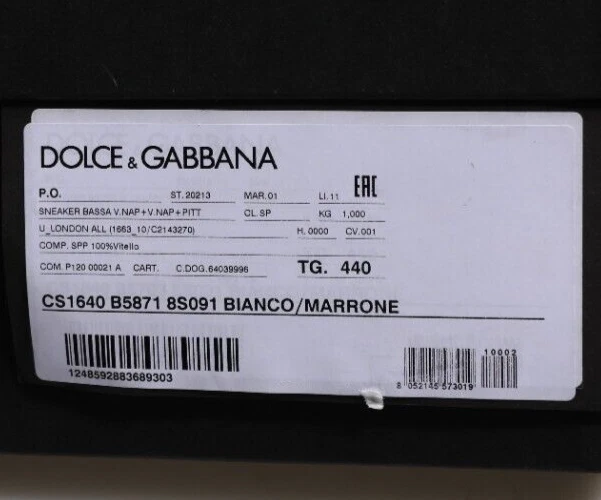 DOLCE & GABBANA
P.O. ST. 20213 MAR. 01 LI. 11 EAC
SNEAKER BASSA V.NAP+V.NAP+PITT CL. SP KG 1,000
U_LONDON ALL (1663_10/C2143270) H. 0000 CV. 001
COMP. SPP 100%Vitello
COM. P120 00021 A CART. C.DOG.64039996 TG. 440
CS1640 B5871 8S091 BIANCO/MARRONE
10002
1248592883689303
8 052145 573019